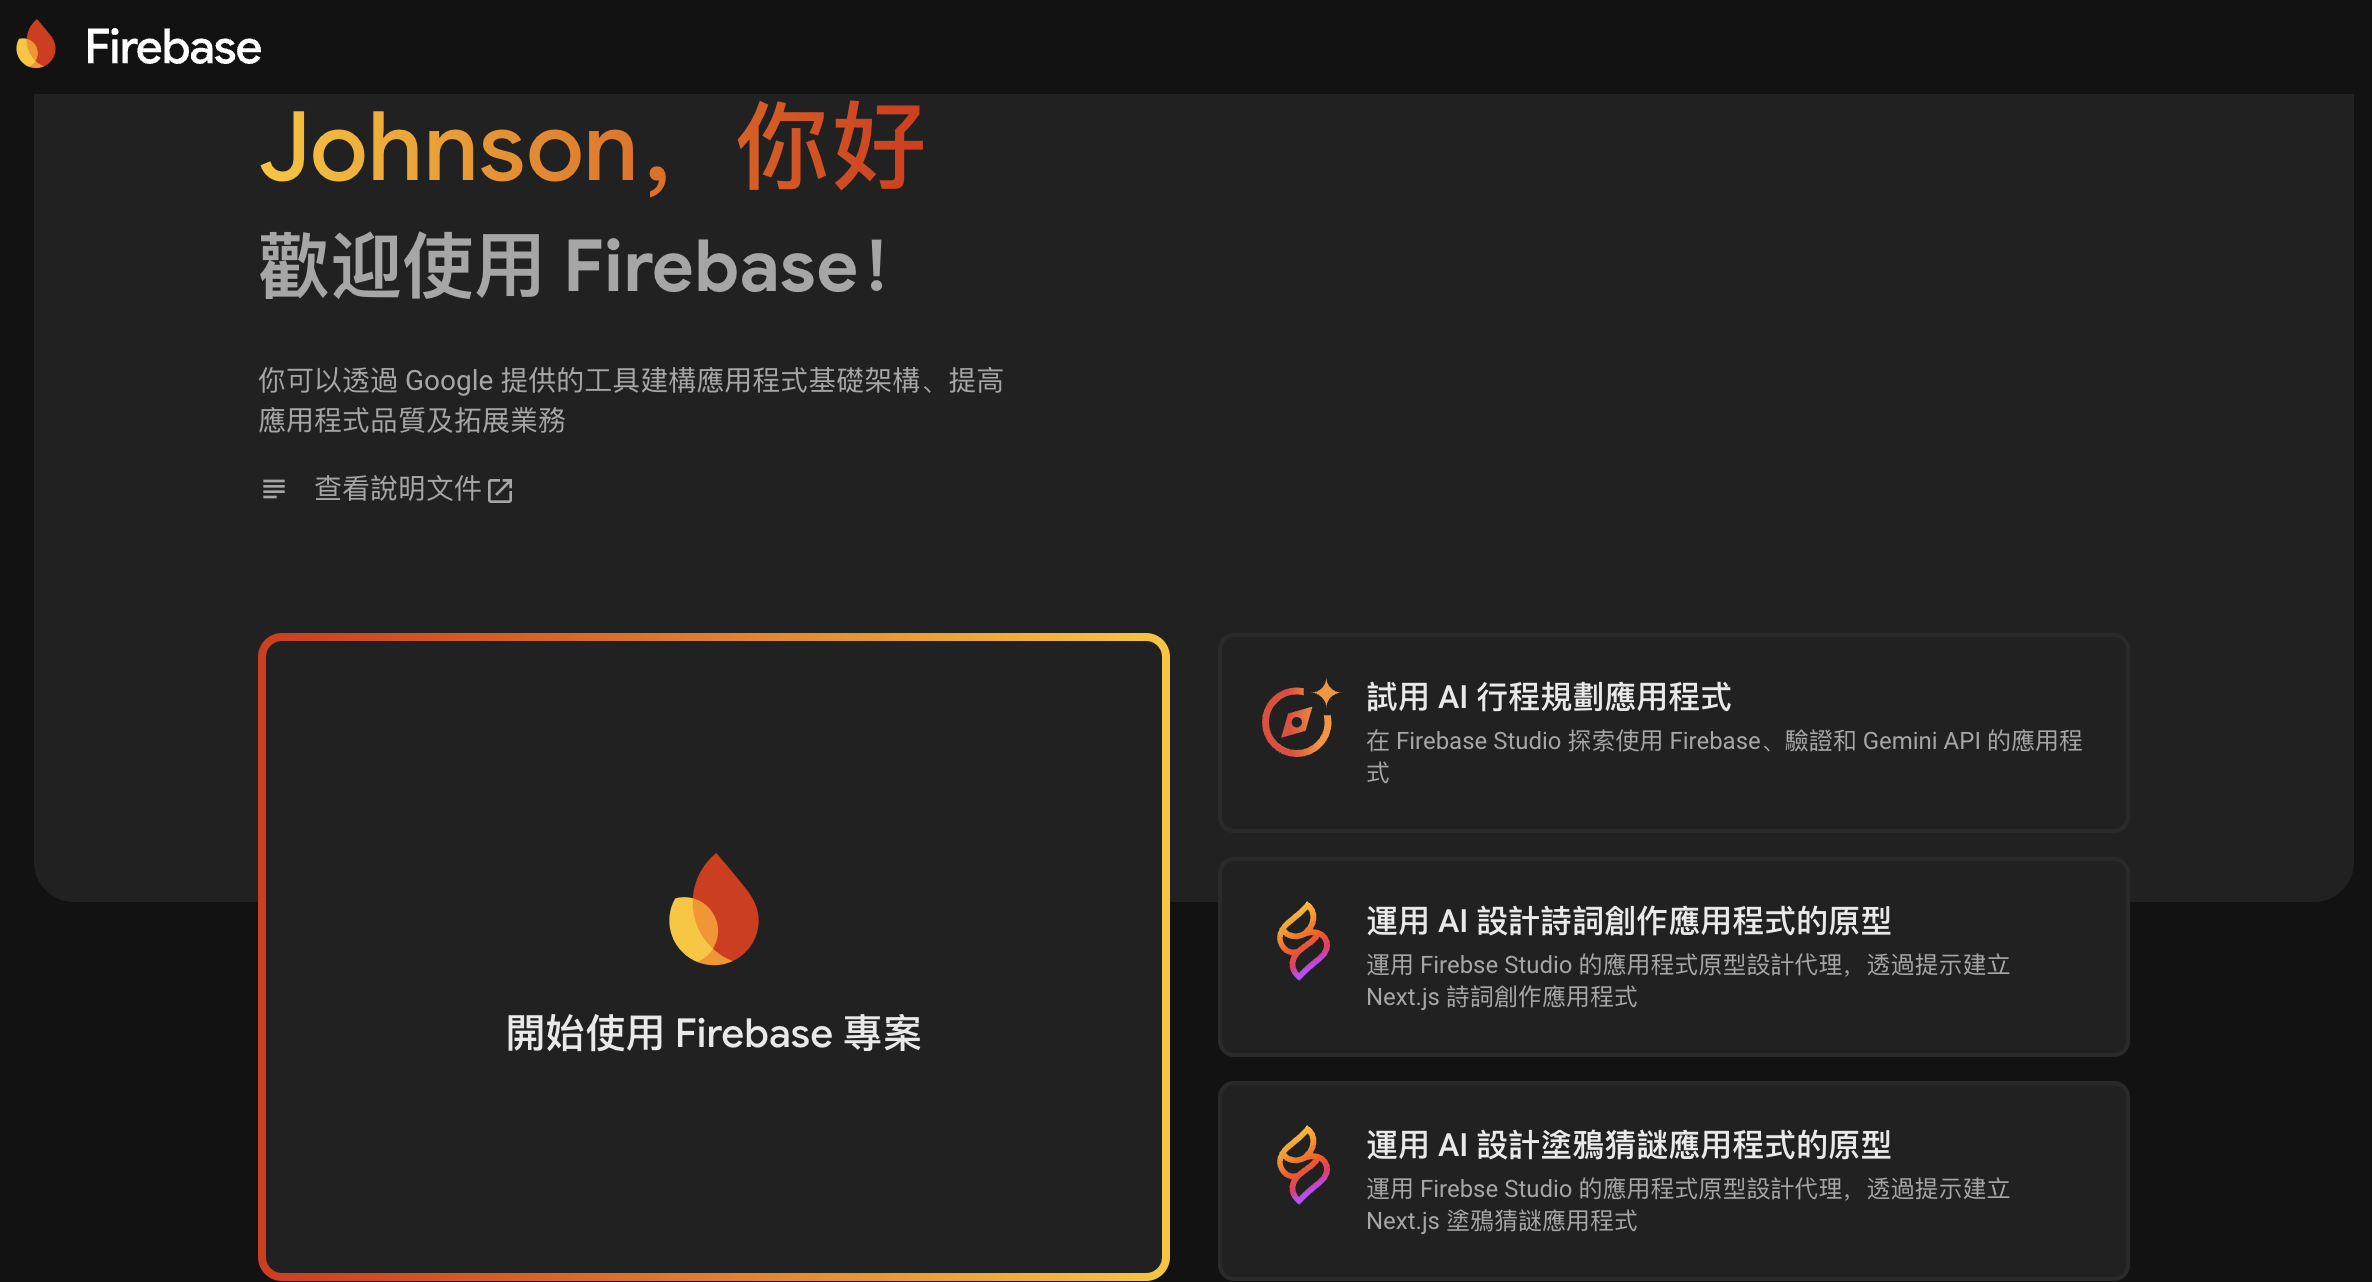 Firebase
Johnson，你好
歡迎使用 Firebase！
你可以透過 Google 提供的工具建構應用程式基礎架構、提高
應用程式品質及拓展業務
查看說明文件
開始使用 Firebase 專案
試用 AI 行程規劃應用程式
在 Firebase Studio 探索使用 Firebase、驗證和 Gemini API 的應用程
式
運用 AI 設計詩詞創作應用程式的原型
運用 Firebse Studio 的應用程式原型設計代理，透過提示建立
Next.js 詩詞創作應用程式
運用 AI 設計塗鴉猜謎應用程式的原型
運用 Firebse Studio 的應用程式原型設計代理，透過提示建立
Next.js 塗鴉猜謎應用程式